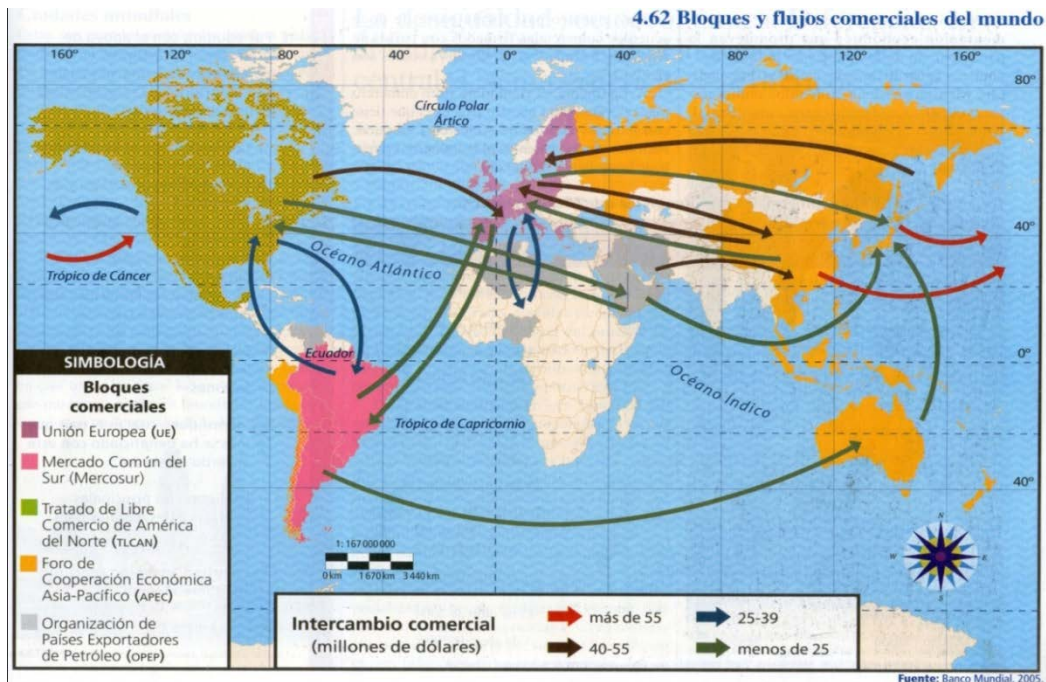 4.62 Bloques y flujos comerciales del mundo
160° 120° 80° 40° 0° 40° 80° 120° 160°
80°
Círculo Polar
Ártico
40°
Océano Atlántico
Trópico de Cáncer
0°
Ecuador
Océano Índico
Trópico de Capricornio
40°
SIMBOLOGÍA
Bloques
comerciales
Unión Europea (UE)
Mercado Común del
Sur (Mercosur)
Tratado de Libre
Comercio de América
del Norte (TLCAN)
Foro de
Cooperación Económica
Asia-Pacífico (APEC)
Organización de
Países Exportadores
de Petróleo (OPEP)
1: 167 000 000
0 km 1 670 km 3 440 km
N
W E
S
Intercambio comercial
(millones de dólares)
más de 55
40-55
25-39
menos de 25
Fuente: Banco Mundial, 2005.